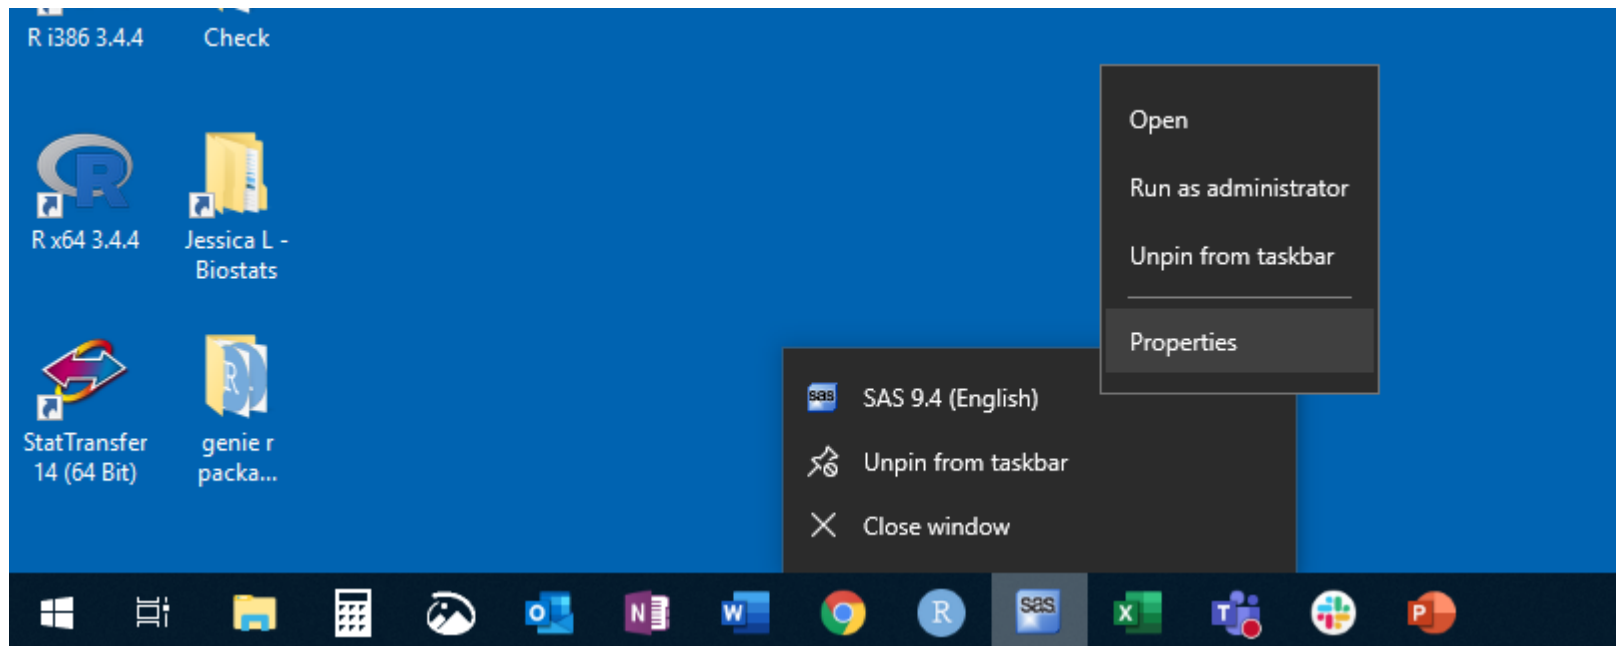 R i386 3.4.4
Check
R x64 3.4.4
Jessica L -
Biostats
StatTransfer
14 (64 Bit)
genie r
packa...
Open
Run as administrator
Unpin from taskbar
Properties
SAS 9.4 (English)
Unpin from taskbar
Close window